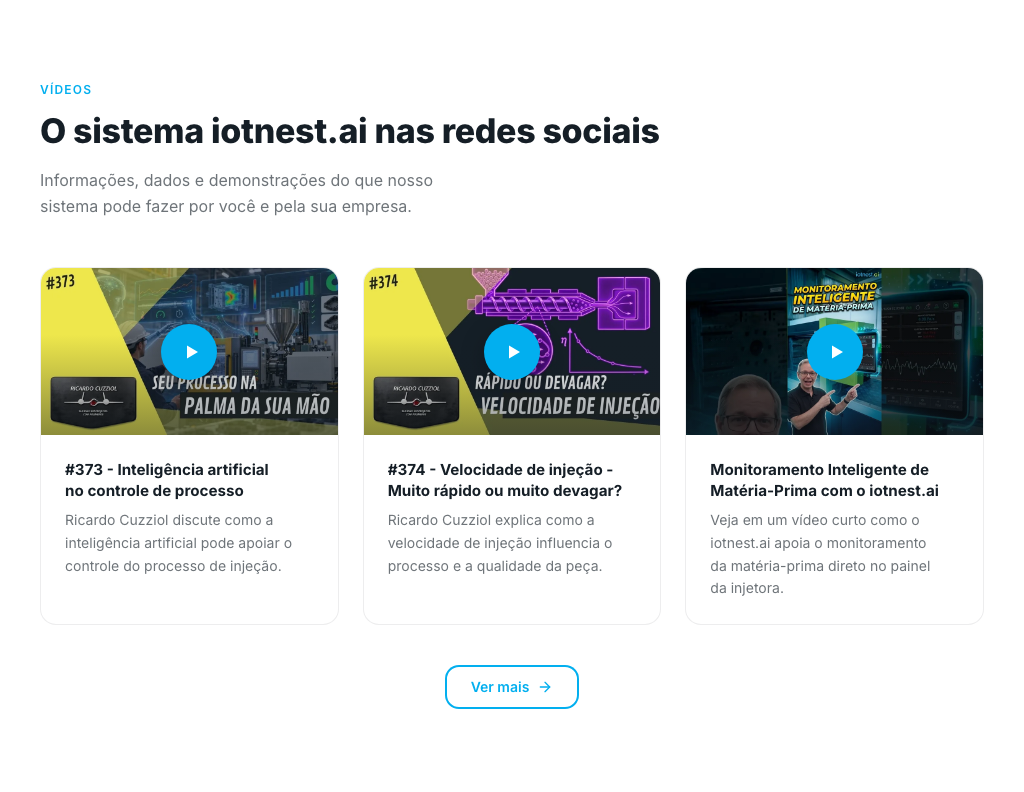 VÍDEOS
O sistema iotnest.ai nas redes sociais
Informações, dados e demonstrações do que nosso
sistema pode fazer por você e pela sua empresa.
#373
RICARDO CUZZIOL
SEU PROCESSO NA
PALMA DA SUA MÃO
#373 - Inteligência artificial
no controle de processo
Ricardo Cuzziol discute como a
inteligência artificial pode apoiar o
controle do processo de injeção.
#374
η
RICARDO CUZZIOL
RÁPIDO OU DEVAGAR?
VELOCIDADE DE INJEÇÃO
#374 - Velocidade de injeção -
Muito rápido ou muito devagar?
Ricardo Cuzziol explica como a
velocidade de injeção influencia o
processo e a qualidade da peça.
iotnest.ai
MONITORAMENTO
INTELIGENTE
DE MATÉRIA-PRIMA
Monitoramento Inteligente de
Matéria-Prima com o iotnest.ai
Veja em um vídeo curto como o
iotnest.ai apoia o monitoramento
da matéria-prima direto no painel
da injetora.
Ver mais